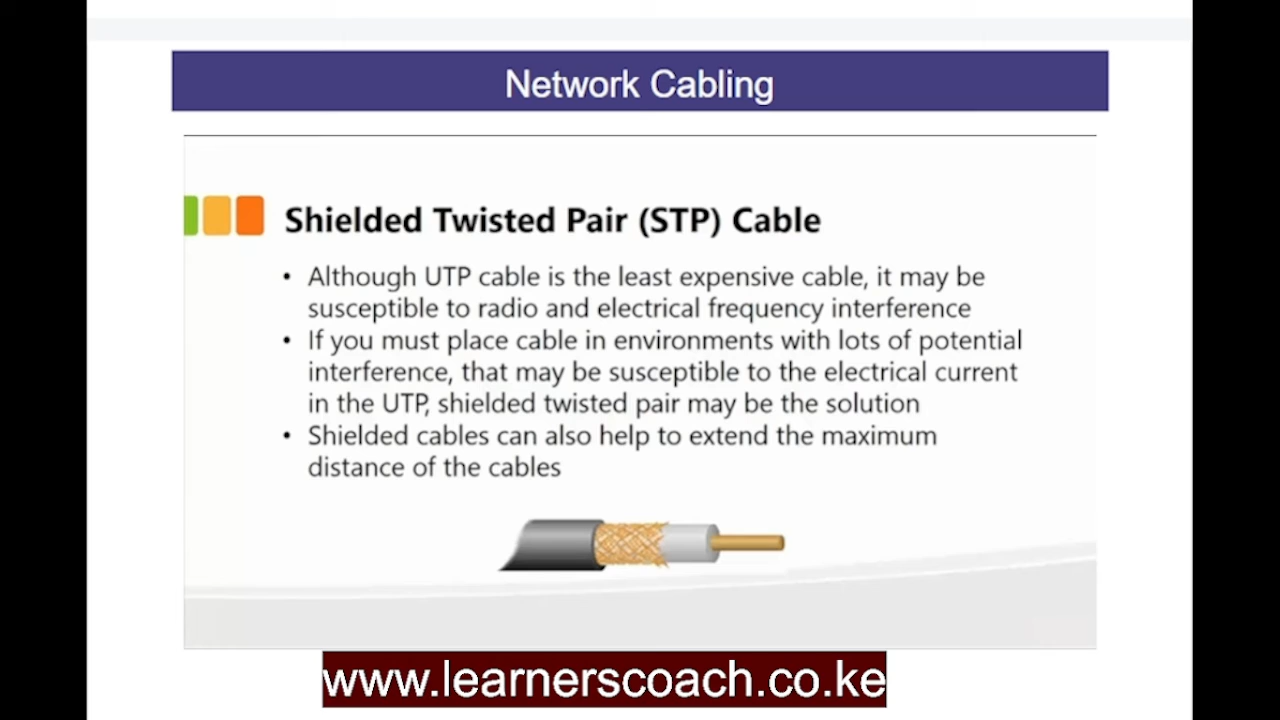 Network Cabling
Shielded Twisted Pair (STP) Cable
• Although UTP cable is the least expensive cable, it may be
susceptible to radio and electrical frequency interference
• If you must place cable in environments with lots of potential
interference, that may be susceptible to the electrical current
in the UTP, shielded twisted pair may be the solution
• Shielded cables can also help to extend the maximum
distance of the cables
www.learnerscoach.co.ke